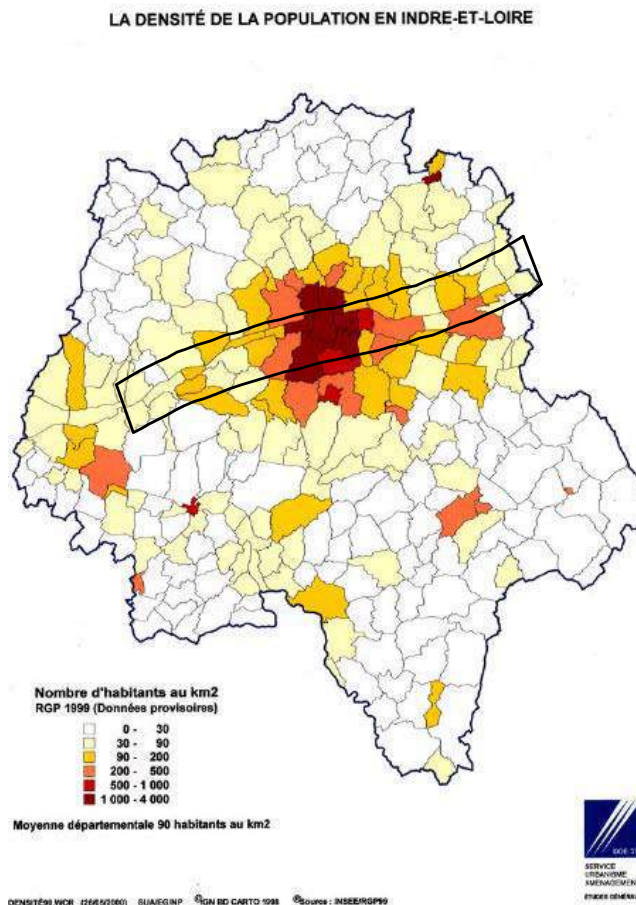 LA DENSITÉ DE LA POPULATION EN INDRE-ET-LOIRE
Nombre d'habitants au km2
RGP 1999 (Données provisoires)
0 - 30
30 - 90
90 - 200
200 - 500
500 - 1 000
1 000 - 4 000
Moyenne départementale 90 habitants au km2
SERVICE
URBANISME
AMENAGEMENT
ÉTUDES
IGN BD CARTO 1998
Source : INSEE/RGP99